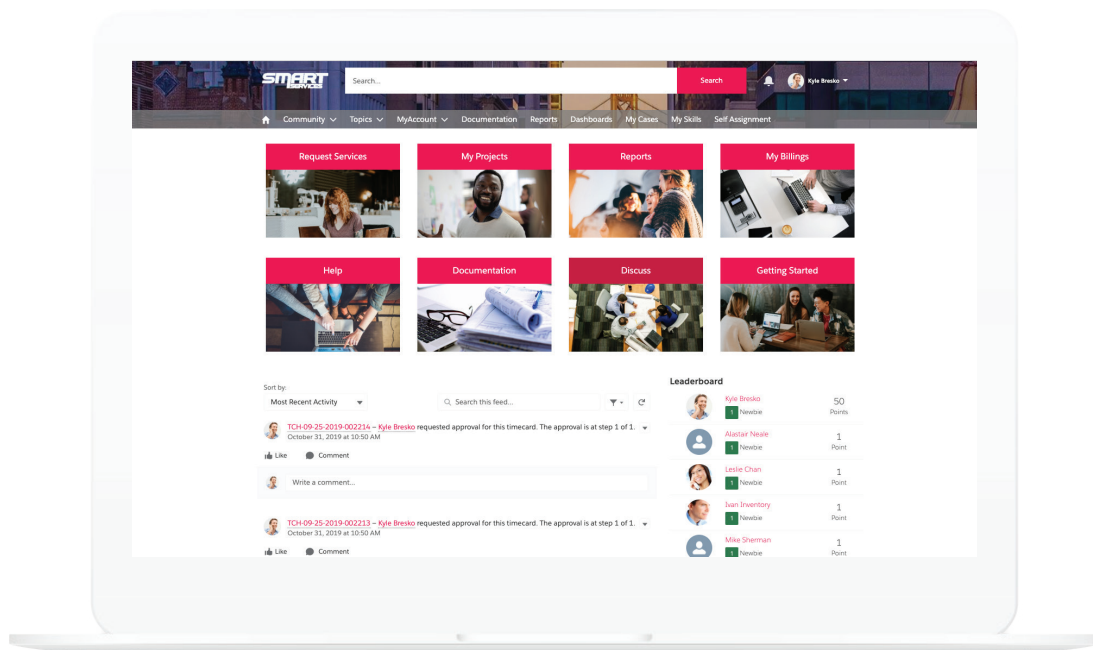 SMART
SERVICES
Search...
Search
Kyle Bresko
Community
Topics
MyAccount
Documentation
Reports
Dashboards
My Cases
My Skills
Self Assignment
Request Services
My Projects
Reports
My Billings
Help
Documentation
Discuss
Getting Started
Sort by:
Most Recent Activity
Search this feed...
TCH-09-25-2019-002214 – Kyle Bresko requested approval for this timecard. The approval is at step 1 of 1.
October 31, 2019 at 10:50 AM
Like
Comment
Write a comment...
TCH-09-25-2019-002213 – Kyle Bresko requested approval for this timecard. The approval is at step 1 of 1.
October 31, 2019 at 10:50 AM
Like
Comment
Leaderboard
Kyle Bresko
50
1 Newbie
Points
Alastair Neale
1
1 Newbie
Point
Leslie Chan
1
1 Newbie
Point
Ivan Inventory
1
1 Newbie
Point
Mike Sherman
1
1 Newbie
Point